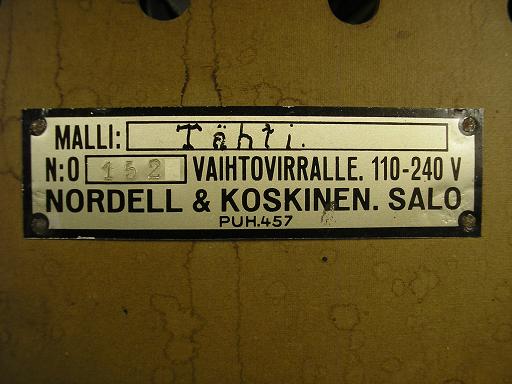 MALLI: Tähti.
N:O 152 VAIHTOVIRRALLE. 110-240 V
NORDELL & KOSKINEN. SALO
PUH.457